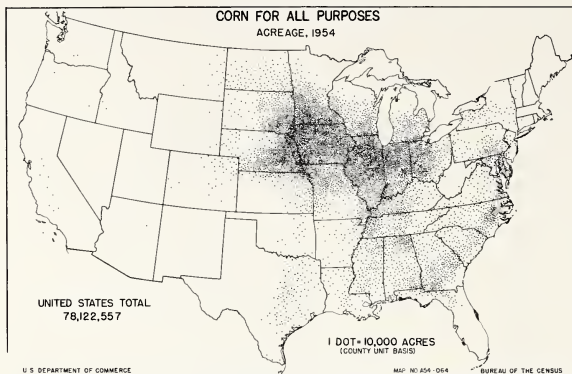 CORN FOR ALL PURPOSES
ACREAGE, 1954
UNITED STATES TOTAL
78,122,557
1 DOT = 10,000 ACRES
(COUNTY UNIT BASIS)
U S DEPARTMENT OF COMMERCE
MAP NO A54-064
BUREAU OF THE CENSUS